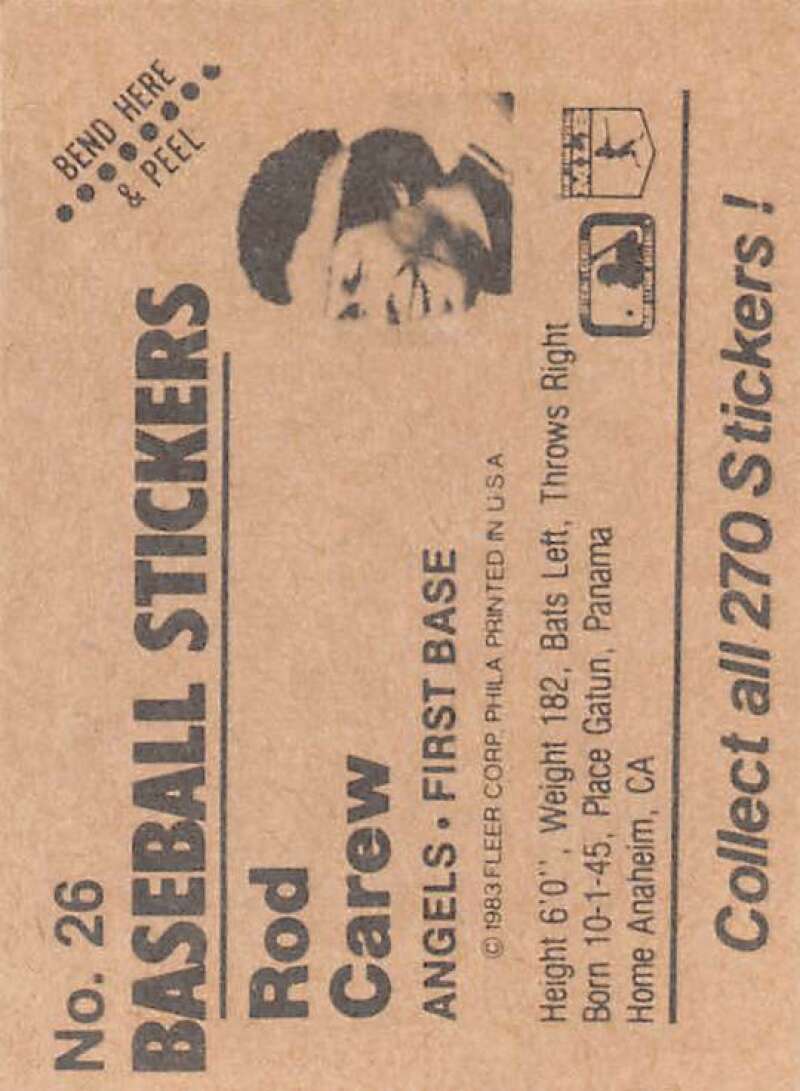 No. 26
BEND HERE
& PEEL
BASEBALL STICKERS
Rod
Carew
ANGELS • FIRST BASE
© 1983 FLEER CORP. PHILA PRINTED IN U.S.A
Height 6'0", Weight 182, Bats Left, Throws Right
Born 10-1-45, Place Gatun, Panama
Home Anaheim, CA
Collect all 270 Stickers!